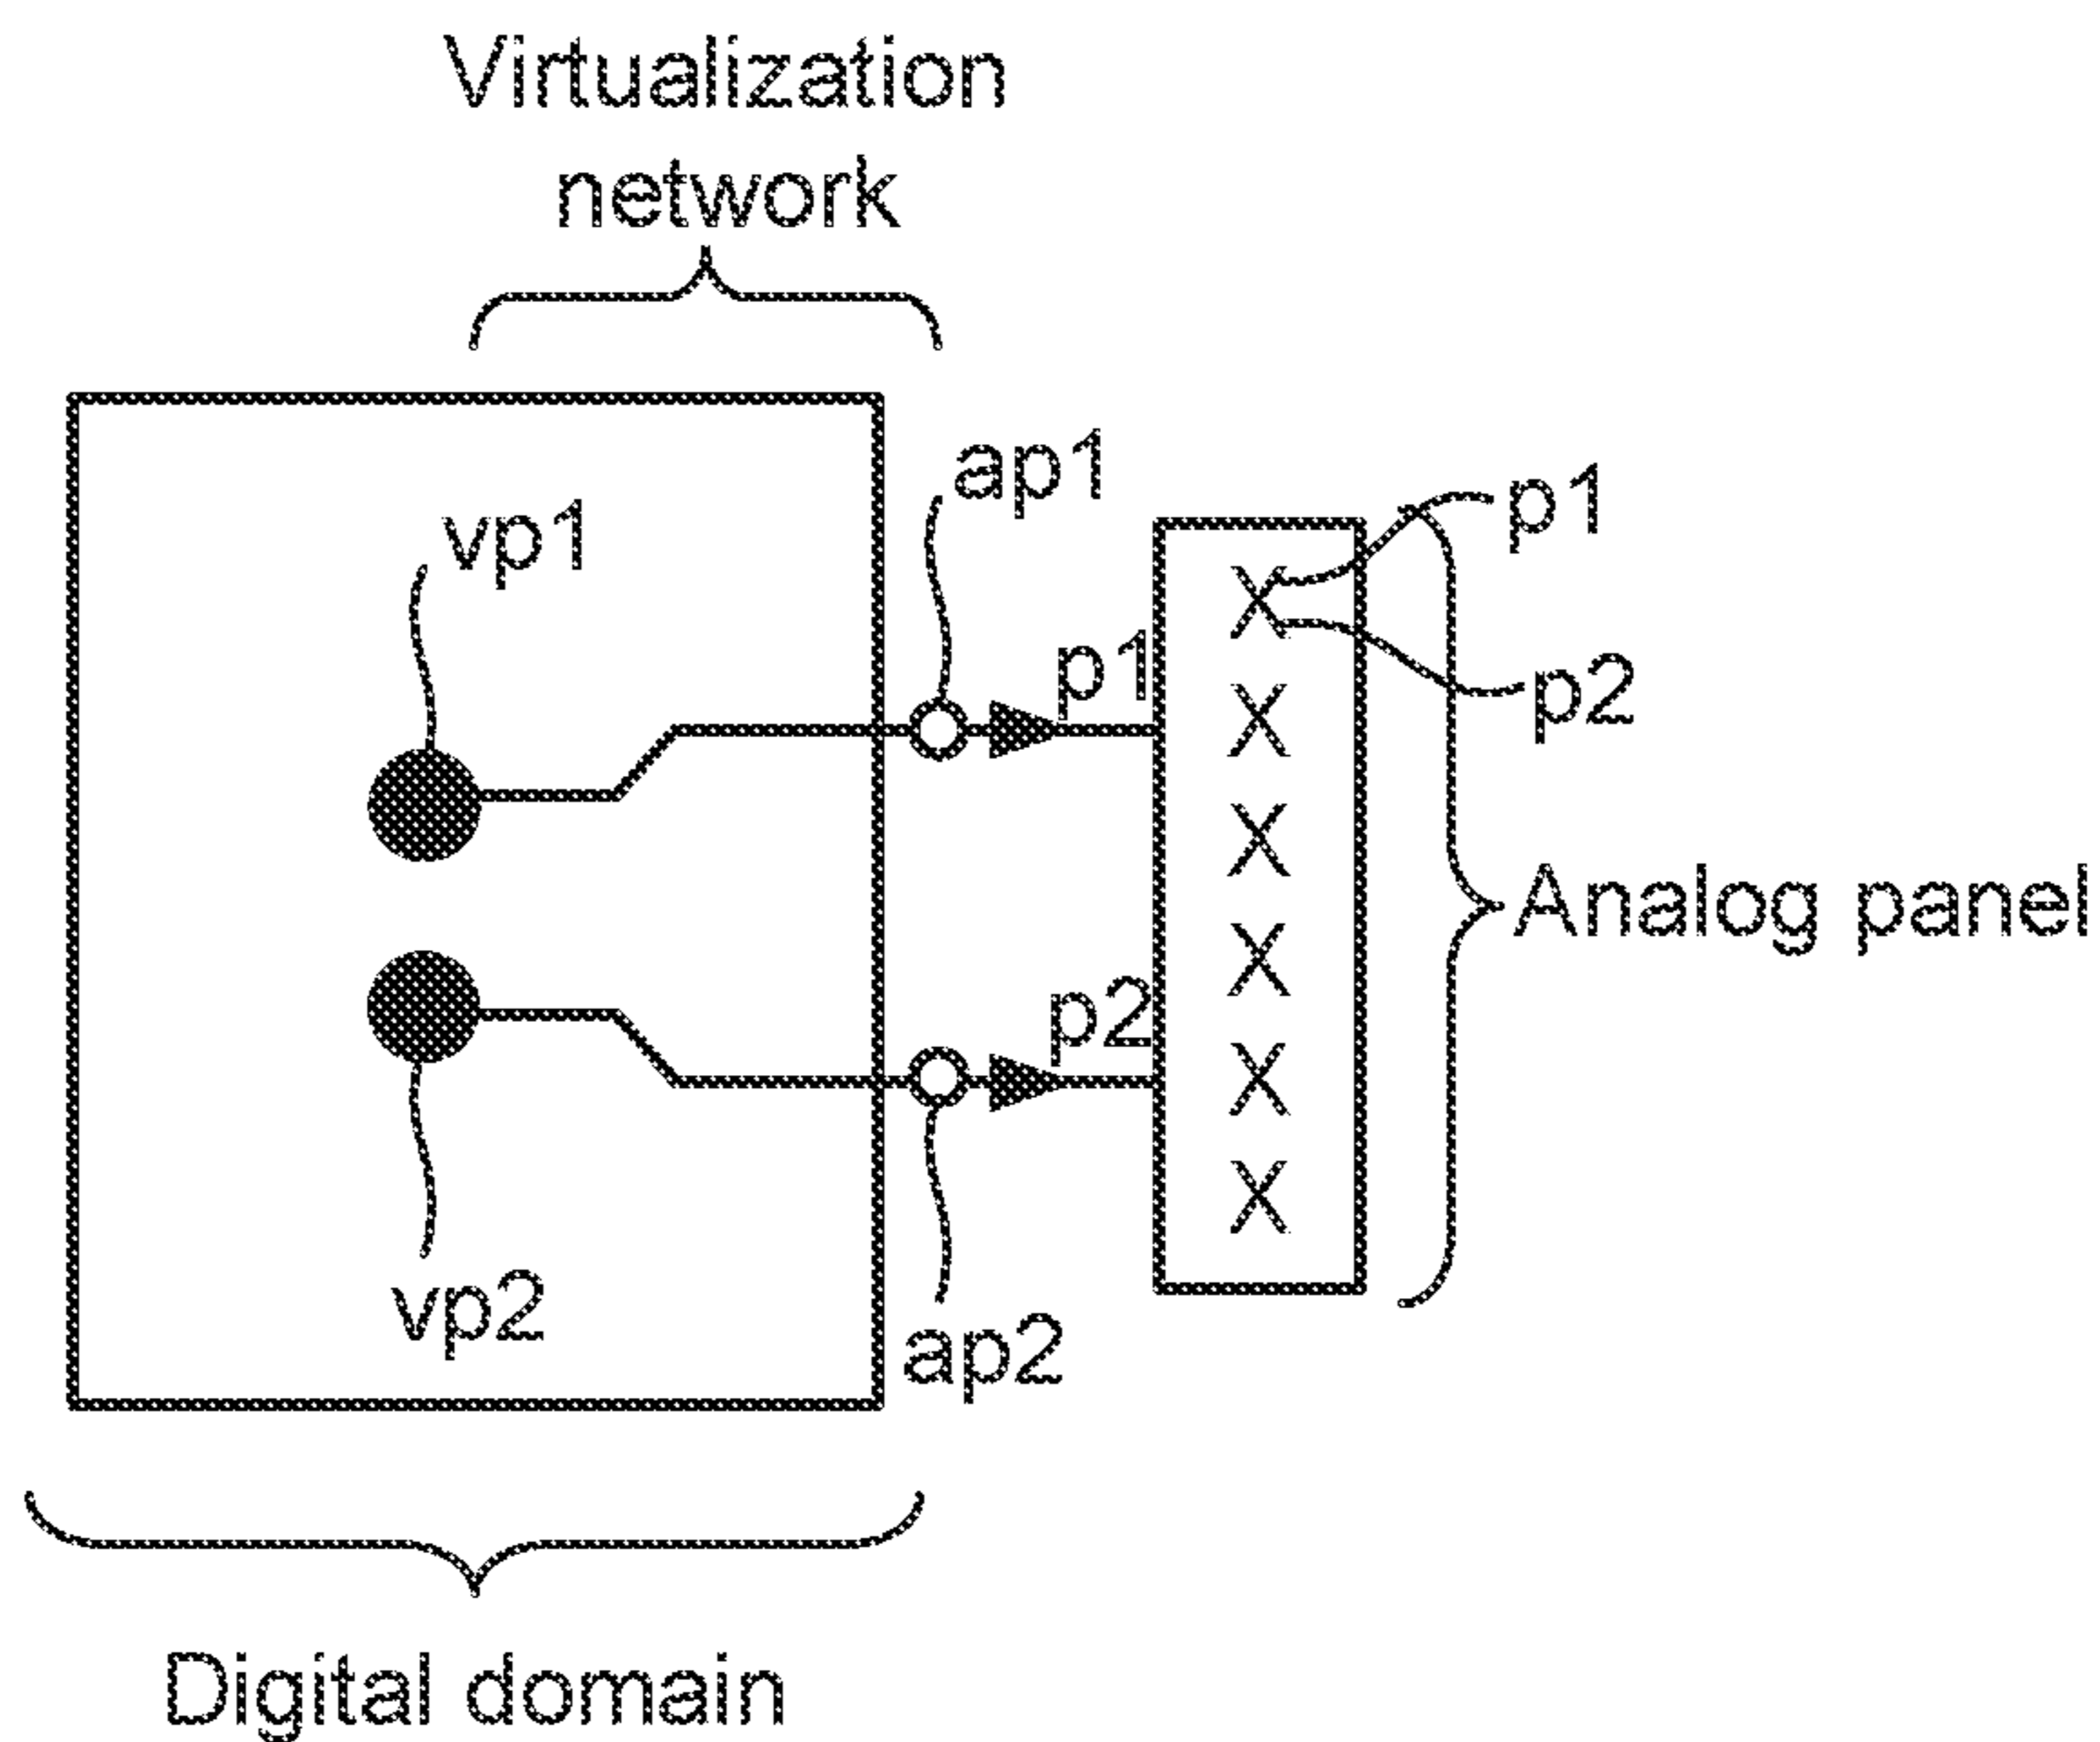 Virtualization
network
ap1
p1
vp1
p1
p2
Analog panel
p2
vp2
ap2
X
X
X
X
X
X
Digital domain